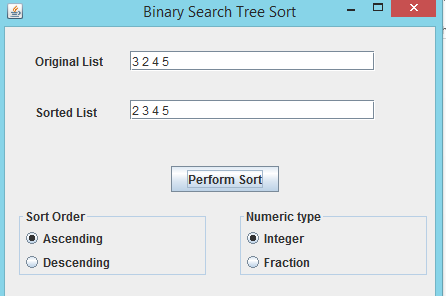 Binary Search Tree Sort
Original List 3 2 4 5
Sorted List 2 3 4 5
Perform Sort
Sort Order
Ascending
Descending
Numeric type
Integer
Fraction